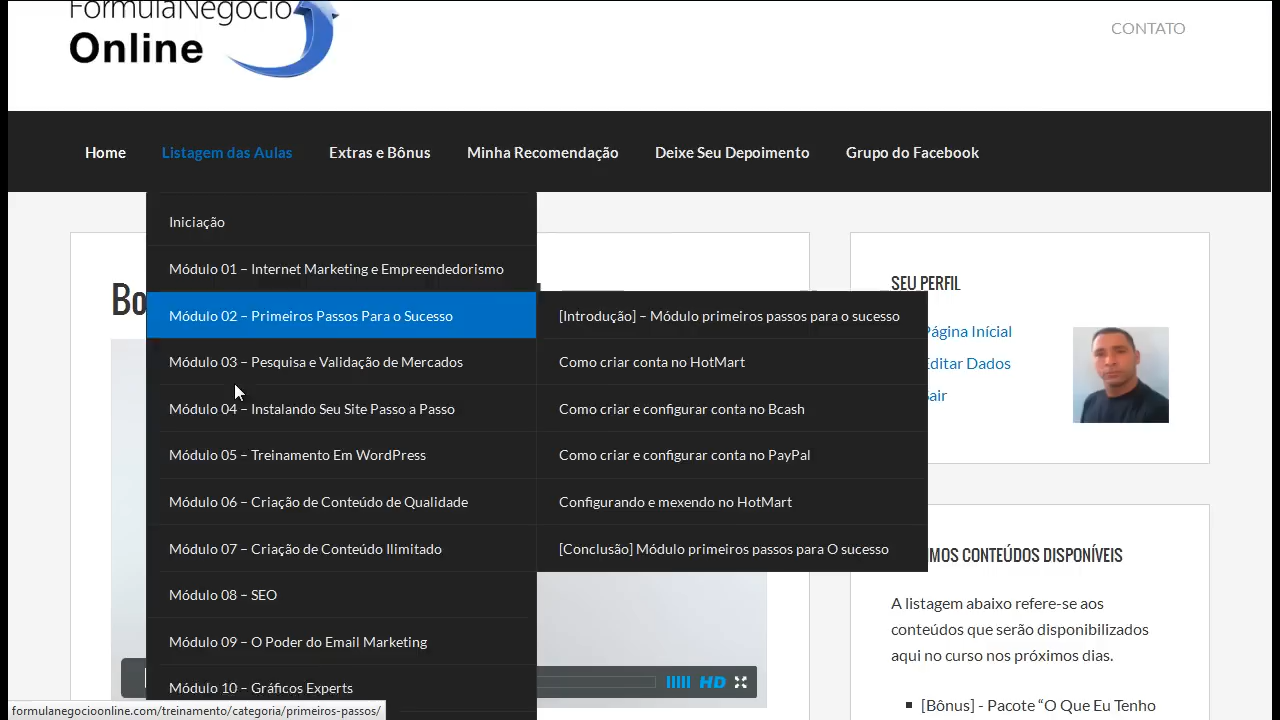 FórmulaNegócio
Online
CONTATO
Home
Listagem das Aulas
Extras e Bônus
Minha Recomendação
Deixe Seu Depoimento
Grupo do Facebook
Iniciação
Módulo 01 – Internet Marketing e Empreendedorismo
Módulo 02 – Primeiros Passos Para o Sucesso
Módulo 03 – Pesquisa e Validação de Mercados
Módulo 04 – Instalando Seu Site Passo a Passo
Módulo 05 – Treinamento Em WordPress
Módulo 06 – Criação de Conteúdo de Qualidade
Módulo 07 – Criação de Conteúdo Ilimitado
Módulo 08 – SEO
Módulo 09 – O Poder do Email Marketing
Módulo 10 – Gráficos Experts
[Introdução] – Módulo primeiros passos para o sucesso
Como criar conta no HotMart
Como criar e configurar conta no Bcash
Como criar e configurar conta no PayPal
Configurando e mexendo no HotMart
[Conclusão] Módulo primeiros passos para O sucesso
Bo
HD
SEU PERFIL
Página Inícial
Editar Dados
Sair
MOS CONTEÚDOS DISPONÍVEIS
A listagem abaixo refere-se aos
conteúdos que serão disponibilizados
aqui no curso nos próximos dias.
[Bônus] - Pacote “O Que Eu Tenho
formulanegocioonline.com/treinamento/categoria/primeiros-passos/